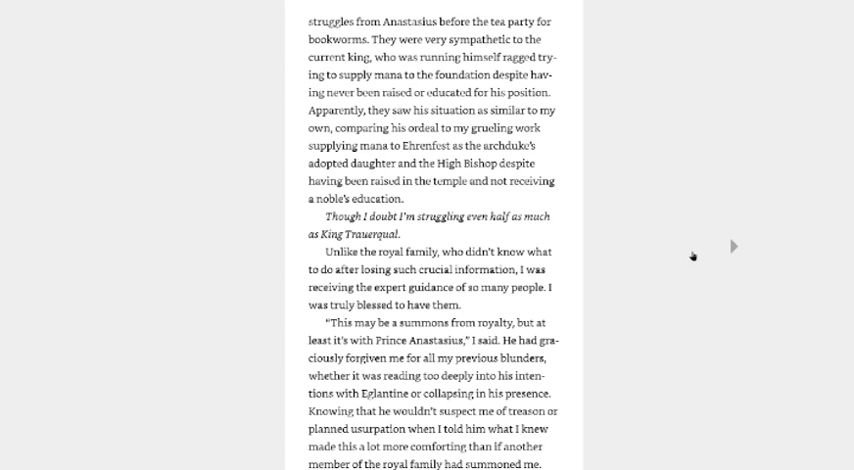 struggles from Anastasius before the tea party for
bookworms. They were very sympathetic to the
current king, who was running himself ragged try-
ing to supply mana to the foundation despite hav-
ing never been raised or educated for his position.
Apparently, they saw his situation as similar to my
own, comparing his ordeal to my grueling work
supplying mana to Ehrenfest as the archduke's
adopted daughter and the High Bishop despite
having been raised in the temple and not receiving
a noble's education.
Though I doubt I'm struggling even half as much
as King Trauerqual.
Unlike the royal family, who didn't know what
to do after losing such crucial information, I was
receiving the expert guidance of so many people. I
was truly blessed to have them.
“This may be a summons from royalty, but at
least it's with Prince Anastasius,” I said. He had gra-
ciously forgiven me for all my previous blunders,
whether it was reading too deeply into his inten-
tions with Eglantine or collapsing in his presence.
Knowing that he wouldn't suspect me of treason or
planned usurpation when I told him what I knew
made this a lot more comforting than if another
member of the royal family had summoned me.